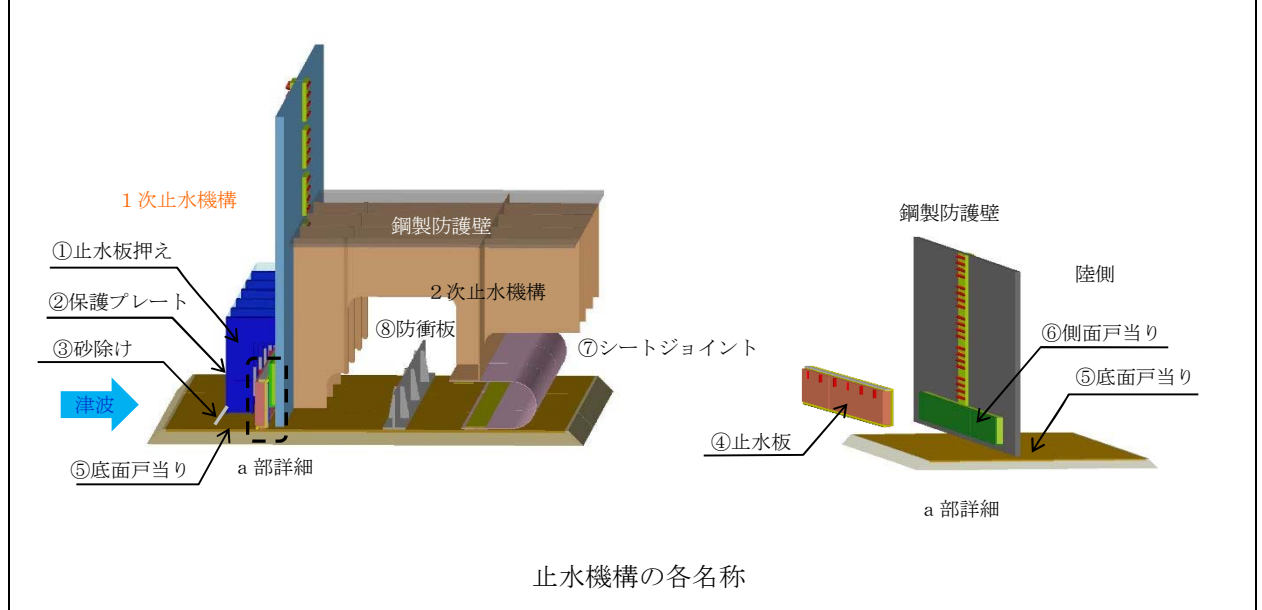 1次止水機構
①止水板押え
②保護プレート
③砂除け
津波
⑤底面戸当り
a 部詳細
鋼製防護壁
2次止水機構
⑧防衝板
⑦シートジョイント
鋼製防護壁
陸側
⑥側面戸当り
⑤底面戸当り
④止水板
a 部詳細
止水機構の各名称